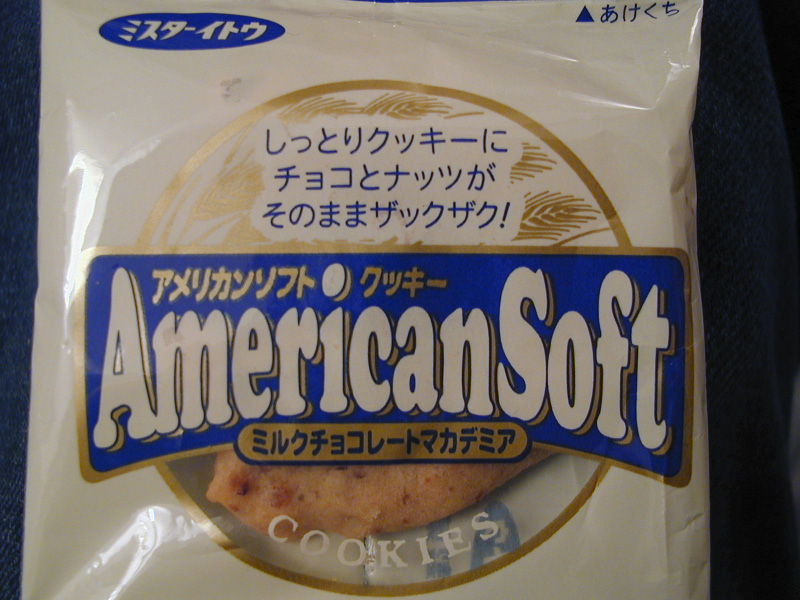 ミスターイトウ
▲あけくち
しっとりクッキーに
チョコとナッツが
そのままザックザク!
アメリカンソフト クッキー
AmericanSoft
ミルクチョコレートマカデミア
COOKIES